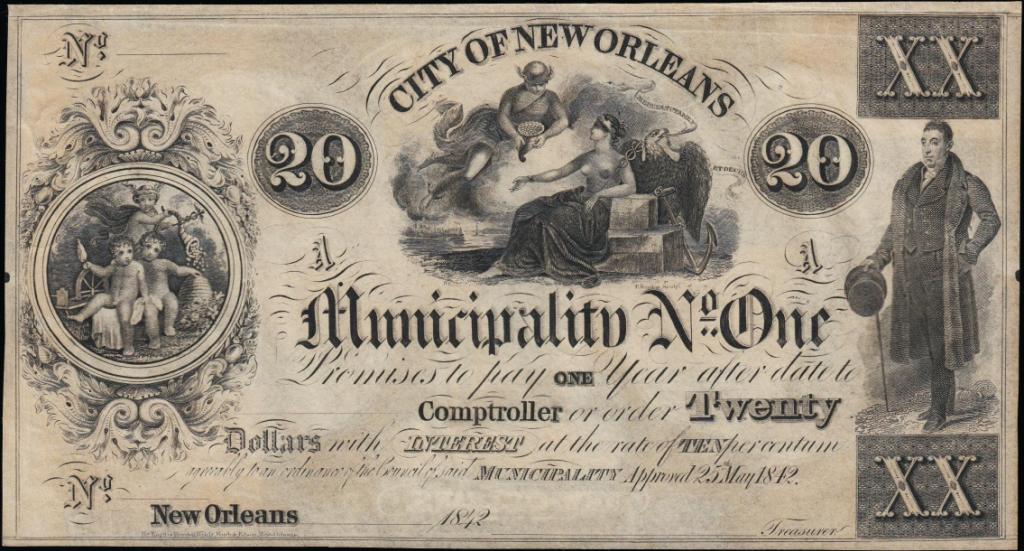 No.
XX
CITY OF NEW ORLEANS
20
20
A
A
Municipality No. One
Promises to pay ONE Year after date to
Comptroller or order Twenty
Dollars with INTEREST at the rate of TEN per centum
agreeably to an ordinance of the Council of said MUNICIPALITY Approved 25 May 1842.
No.
XX
New Orleans 1842
Treasurer